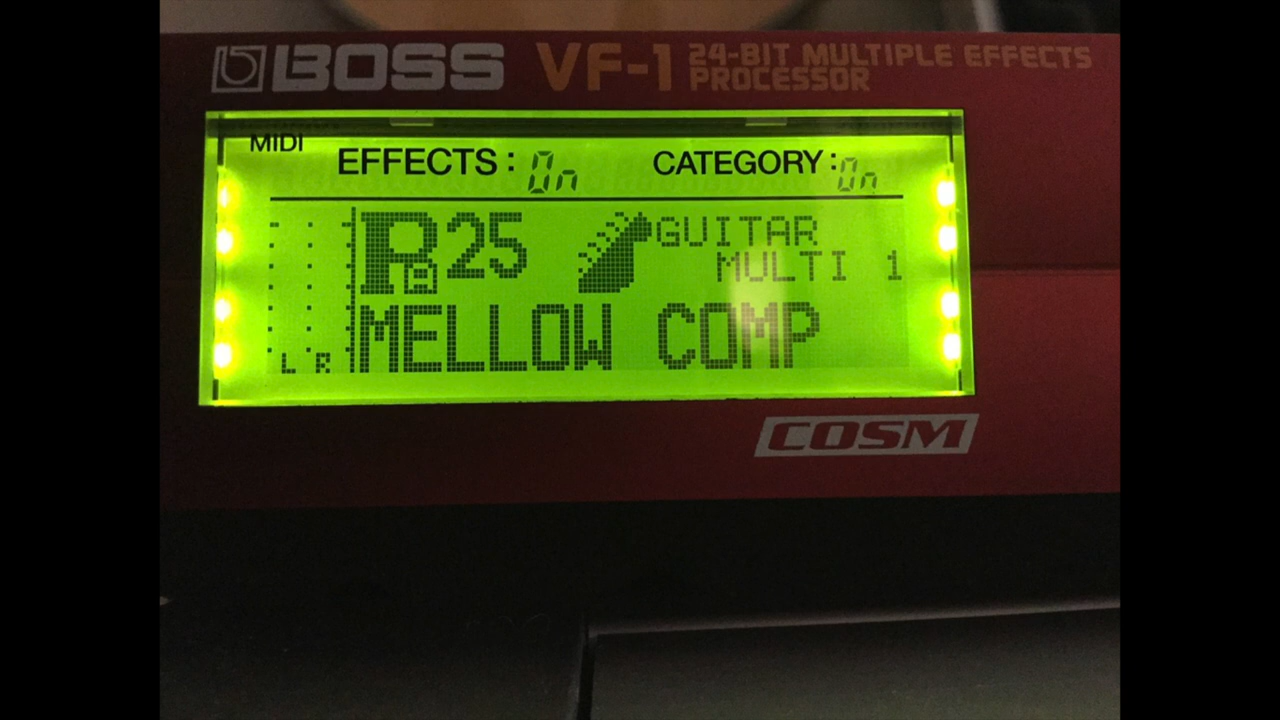 BOSS VF-1 24-BIT MULTIPLE EFFECTS
PROCESSOR
MIDI
EFFECTS: On CATEGORY: On
25 GUITAR
MULTI 1
L R MELLOW COMP
COSM